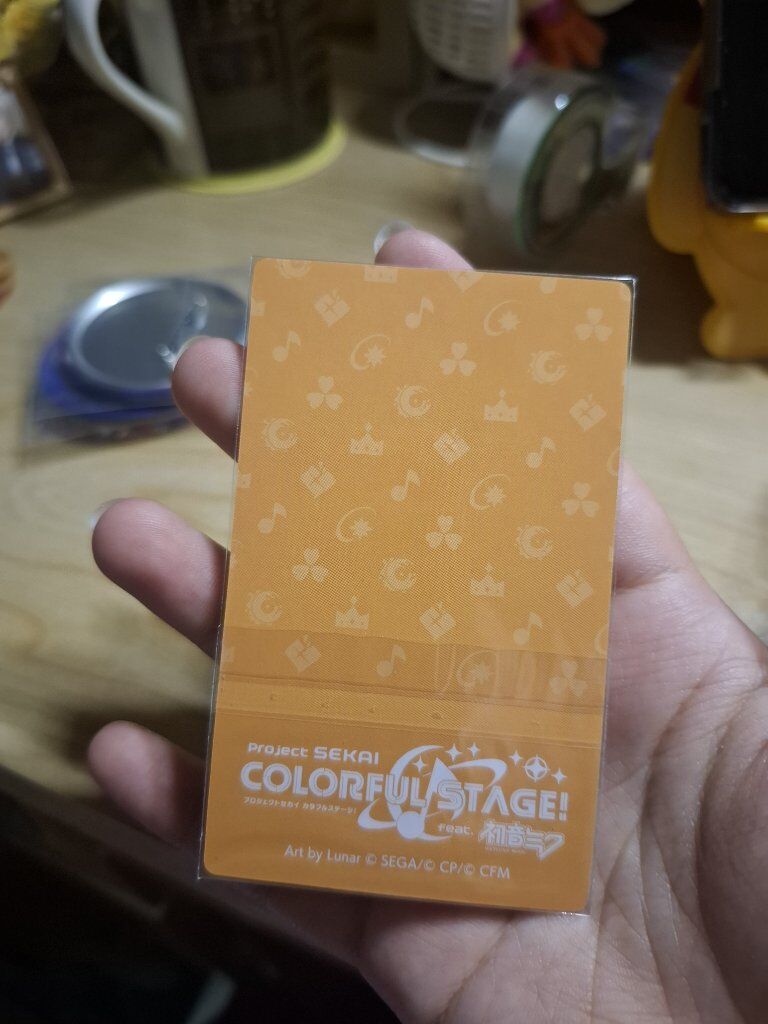 Project SEKAI
COLORFUL STAGE!
プロジェクトセカイ カラフルステージ!
feat. 初音ミク
Art by Lunar © SEGA/© CP/© CFM